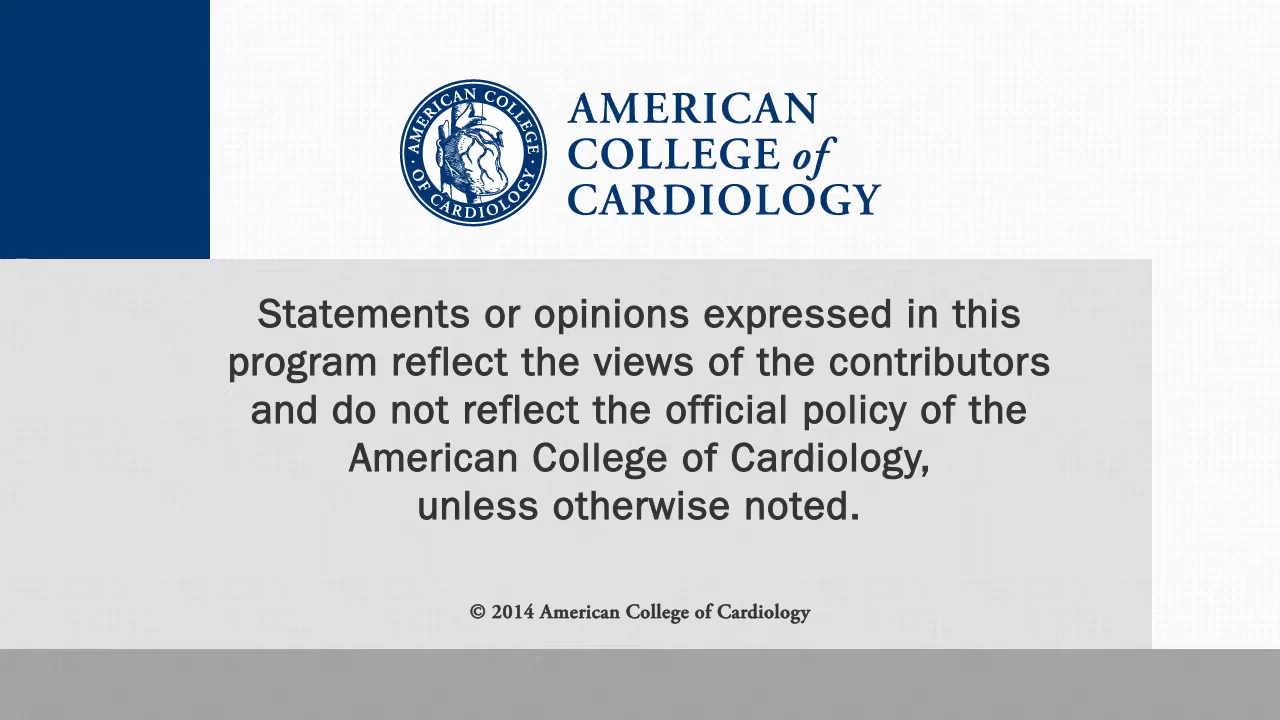 AMERICAN COLLEGE
· OF CARDIOLOGY ·
AMERICAN
COLLEGE of
CARDIOLOGY
Statements or opinions expressed in this
program reflect the views of the contributors
and do not reflect the official policy of the
American College of Cardiology,
unless otherwise noted.
© 2014 American College of Cardiology